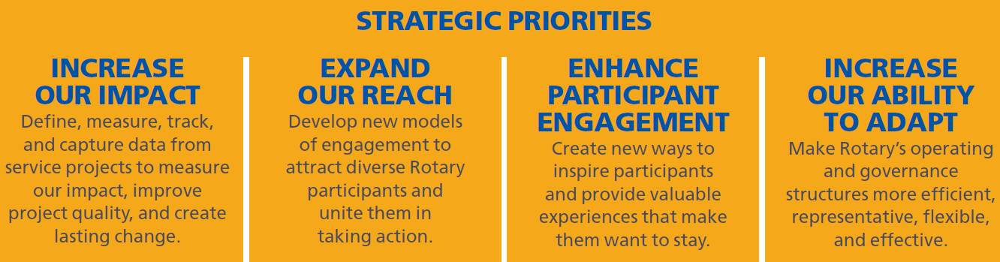 STRATEGIC PRIORITIES
INCREASE
OUR IMPACT
Define, measure, track,
and capture data from
service projects to measure
our impact, improve
project quality, and create
lasting change.
EXPAND
OUR REACH
Develop new models
of engagement to
attract diverse Rotary
participants and
unite them in
taking action.
ENHANCE
PARTICIPANT
ENGAGEMENT
Create new ways to
inspire participants
and provide valuable
experiences that make
them want to stay.
INCREASE
OUR ABILITY
TO ADAPT
Make Rotary’s operating
and governance
structures more efficient,
representative, flexible,
and effective.